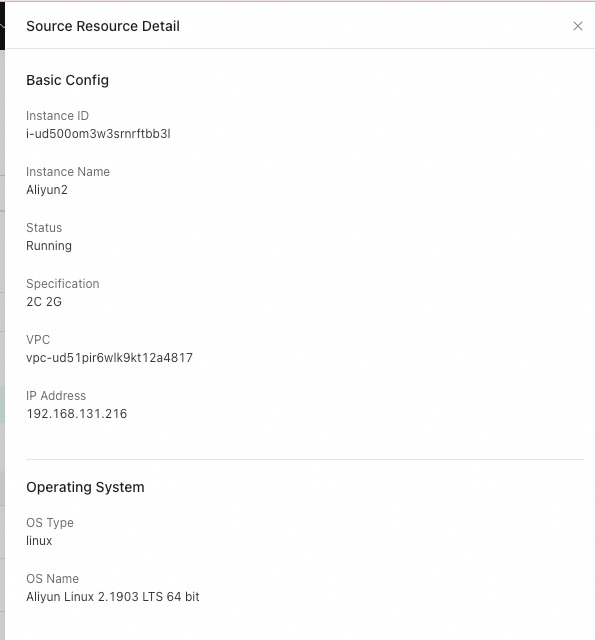 Source Resource Detail
Basic Config
Instance ID
i-ud500om3w3srnrftbb3l
Instance Name
Aliyun2
Status
Running
Specification
2C 2G
VPC
vpc-ud51pir6wlk9kt12a4817
IP Address
192.168.131.216
Operating System
OS Type
linux
OS Name
Aliyun Linux 2.1903 LTS 64 bit